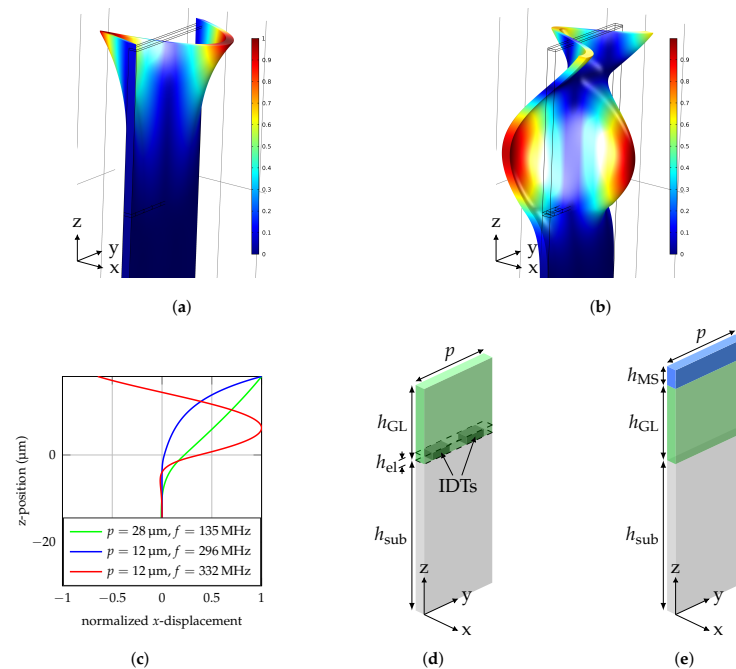 1
0.9
0.8
0.7
0.6
0.5
0.4
0.3
0.2
0.1
0
z
y
x
(a)
1
0.9
0.8
0.7
0.6
0.5
0.4
0.3
0.2
0.1
0
z
y
x
(b)
z-position (µm)
0
−20
p = 28 µm, f = 135 MHz
p = 12 µm, f = 296 MHz
p = 12 µm, f = 332 MHz
−1 −0.5 0 0.5 1
normalized x-displacement
(c)
p
hGL
hel
IDTs
hsub
z
y
x
(d)
p
hMS
hGL
hsub
z
y
x
(e)